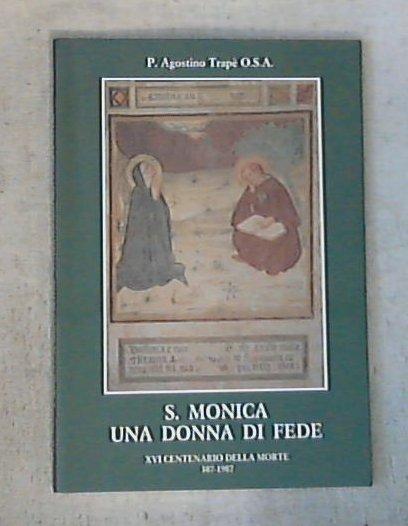 P. Agostino Trapè O.S.A.
S. MONICA
UNA DONNA DI FEDE
XVI CENTENARIO DELLA MORTE
387-1987